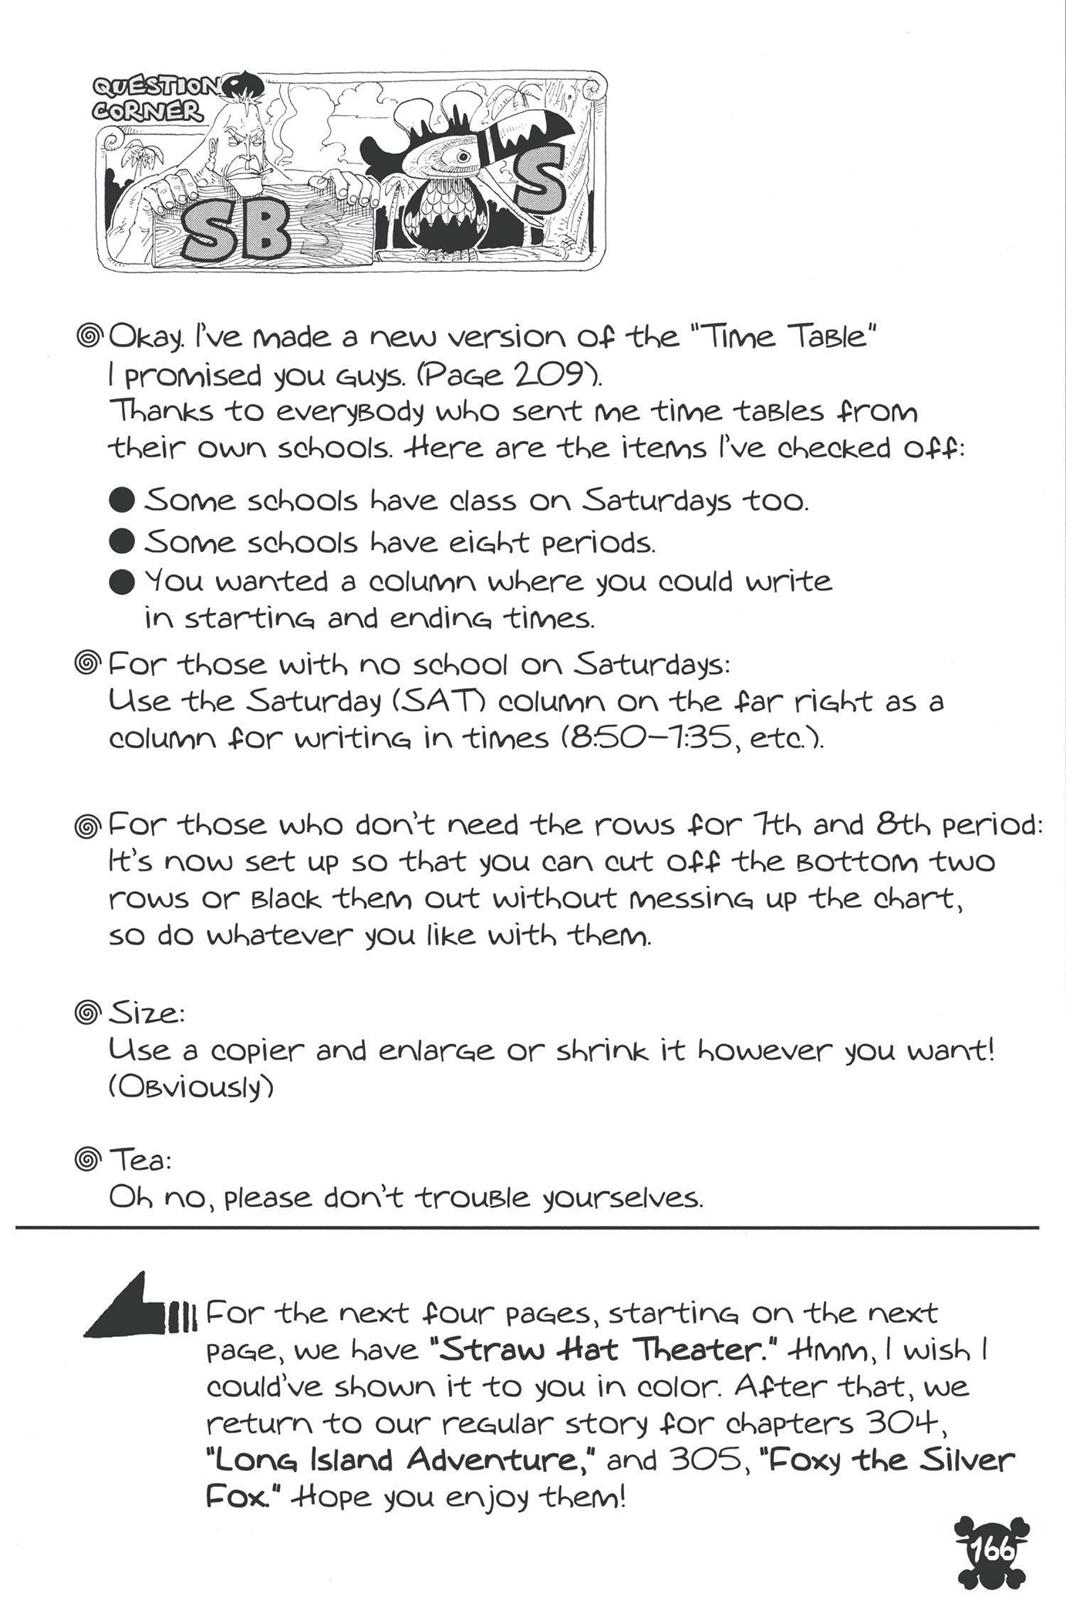 QUESTION
CORNER
SBS
S
Okay. I've made a new version of the "Time Table"
I promised you guys. (Page 209).
Thanks to everybody who sent me time tables from
their own schools. Here are the items I've checked off:
● Some schools have class on Saturdays too.
● Some schools have eight periods.
● You wanted a column where you could write
in starting and ending times.
For those with no school on Saturdays:
Use the Saturday (SAT) column on the far right as a
column for writing in times (8:50–1:35, etc.).
For those who don't need the rows for 7th and 8th period:
It's now set up so that you can cut off the bottom two
rows or black them out without messing up the chart,
so do whatever you like with them.
Size:
Use a copier and enlarge or shrink it however you want!
(Obviously)
Tea:
Oh no, please don't trouble yourselves.
For the next four pages, starting on the next
page, we have "Straw Hat Theater." Hmm, I wish I
could've shown it to you in color. After that, we
return to our regular story for chapters 304,
"Long Island Adventure," and 305, "Foxy the Silver
Fox." Hope you enjoy them!
166